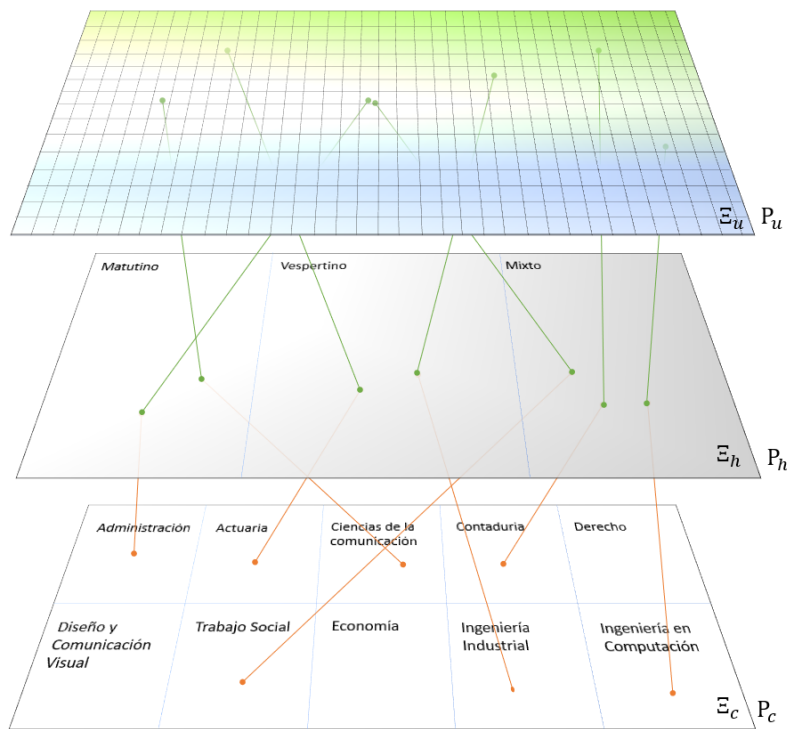 Ξu Pu
Matutino Vespertino Mixto
Ξh Ph
Administración Actuaria Ciencias de la Contaduria Derecho
comunicación
Diseño y Trabajo Social Economía Ingeniería Ingeniería en
Comunicación Industrial Computación
Visual
Ξc Pc